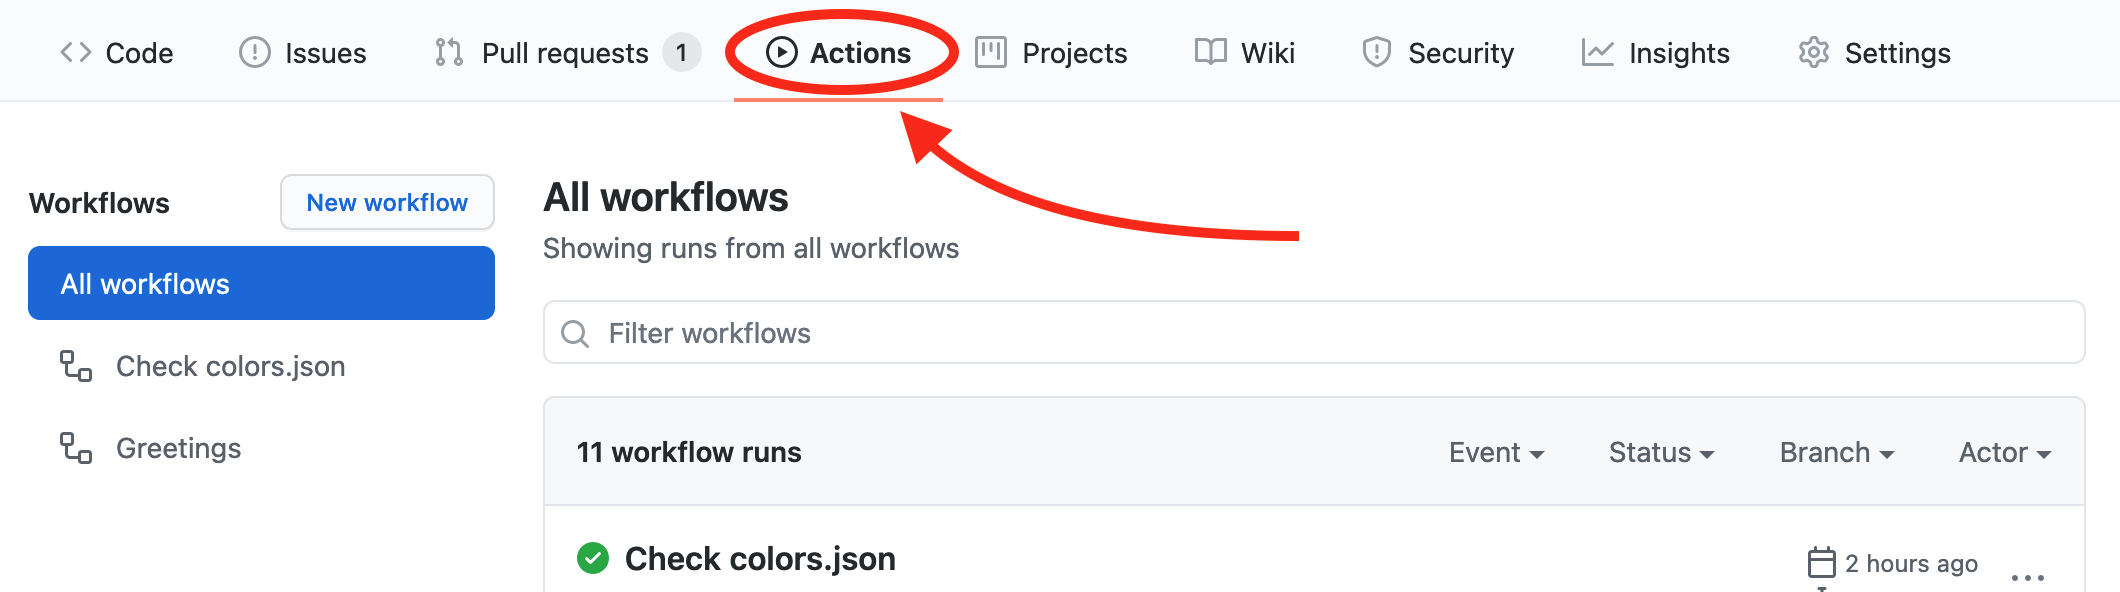 Code Issues Pull requests 1 Actions Projects Wiki Security Insights Settings
Workflows
New workflow
All workflows
Check colors.json
Greetings
All workflows
Showing runs from all workflows
Filter workflows
11 workflow runs
Event Status Branch Actor
Check colors.json
2 hours ago